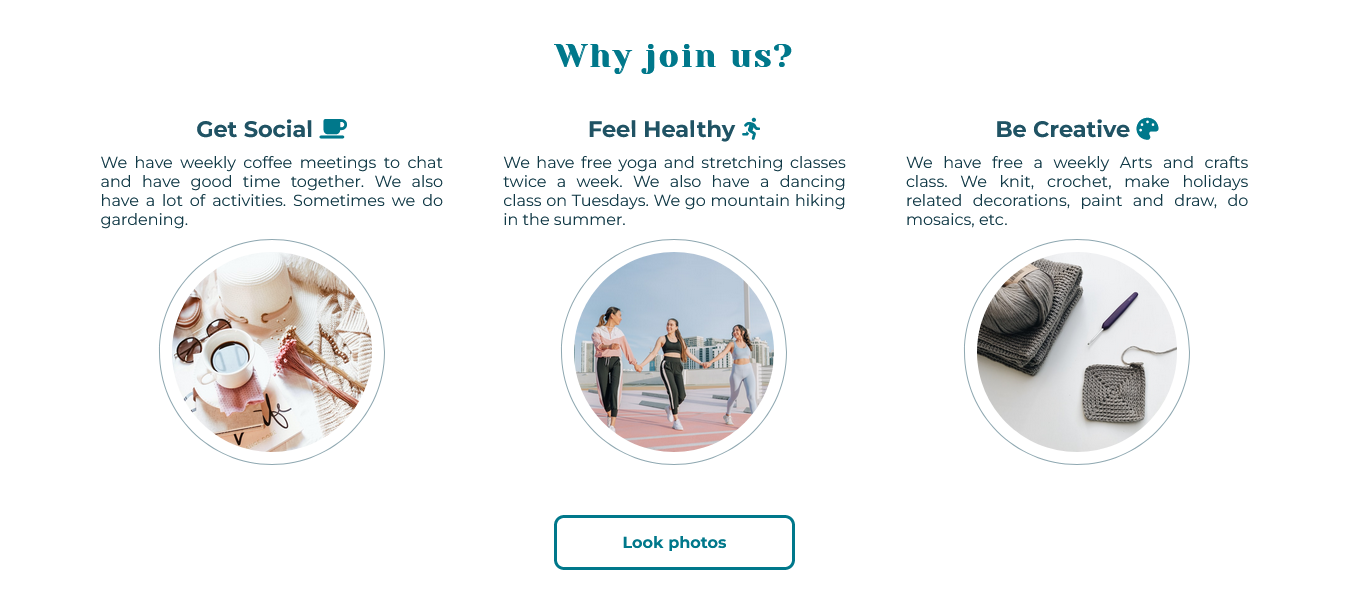 Why join us?
Get Social
We have weekly coffee meetings to chat
and have good time together. We also
have a lot of activities. Sometimes we do
gardening.
Feel Healthy
We have free yoga and stretching classes
twice a week. We also have a dancing
class on Tuesdays. We go mountain hiking
in the summer.
Be Creative
We have free a weekly Arts and crafts
class. We knit, crochet, make holidays
related decorations, paint and draw, do
mosaics, etc.
Look photos